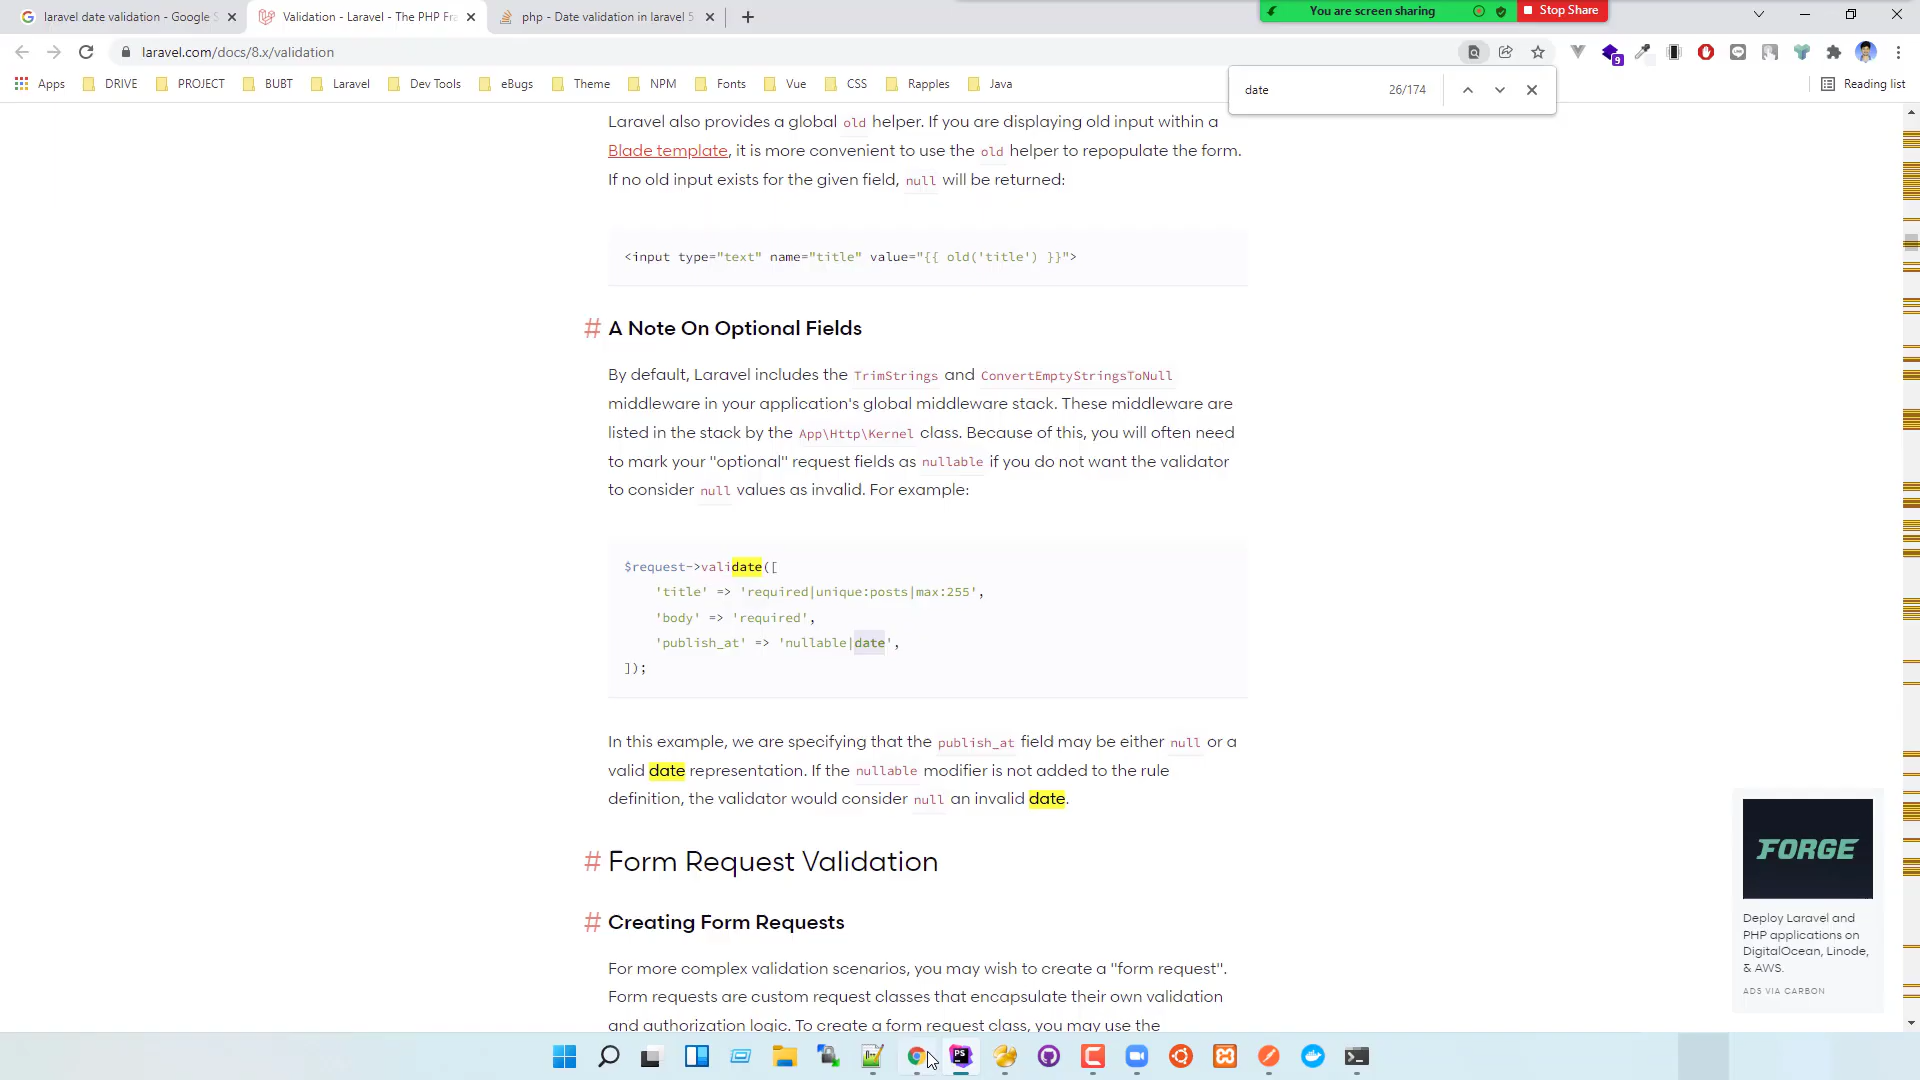 laravel date validation - Google S
Validation - Laravel - The PHP Fra
php - Date validation in laravel 5
You are screen sharing
Stop Share
laravel.com/docs/8.x/validation
9
Apps
DRIVE
PROJECT
BUBT
Laravel
Dev Tools
eBugs
Theme
NPM
Fonts
Vue
CSS
Rapples
Java
Reading list
date
26/174
Laravel also provides a global old helper. If you are displaying old input within a
Blade template, it is more convenient to use the old helper to repopulate the form.
If no old input exists for the given field, null will be returned:
<input type="text" name="title" value="{{ old('title') }}">
# A Note On Optional Fields
By default, Laravel includes the TrimStrings and ConvertEmptyStringsToNull
middleware in your application's global middleware stack. These middleware are
listed in the stack by the App\Http\Kernel class. Because of this, you will often need
to mark your "optional" request fields as nullable if you do not want the validator
to consider null values as invalid. For example:
$request->validate([
'title' => 'required|unique:posts|max:255',
'body' => 'required',
'publish_at' => 'nullable|date',
]);
In this example, we are specifying that the publish_at field may be either null or a
valid date representation. If the nullable modifier is not added to the rule
definition, the validator would consider null an invalid date.
# Form Request Validation
# Creating Form Requests
For more complex validation scenarios, you may wish to create a "form request".
Form requests are custom request classes that encapsulate their own validation
and authorization logic. To create a form request class, you may use the
FORGE
Deploy Laravel and
PHP applications on
DigitalOcean, Linode,
& AWS.
ADS VIA CARBON
PS